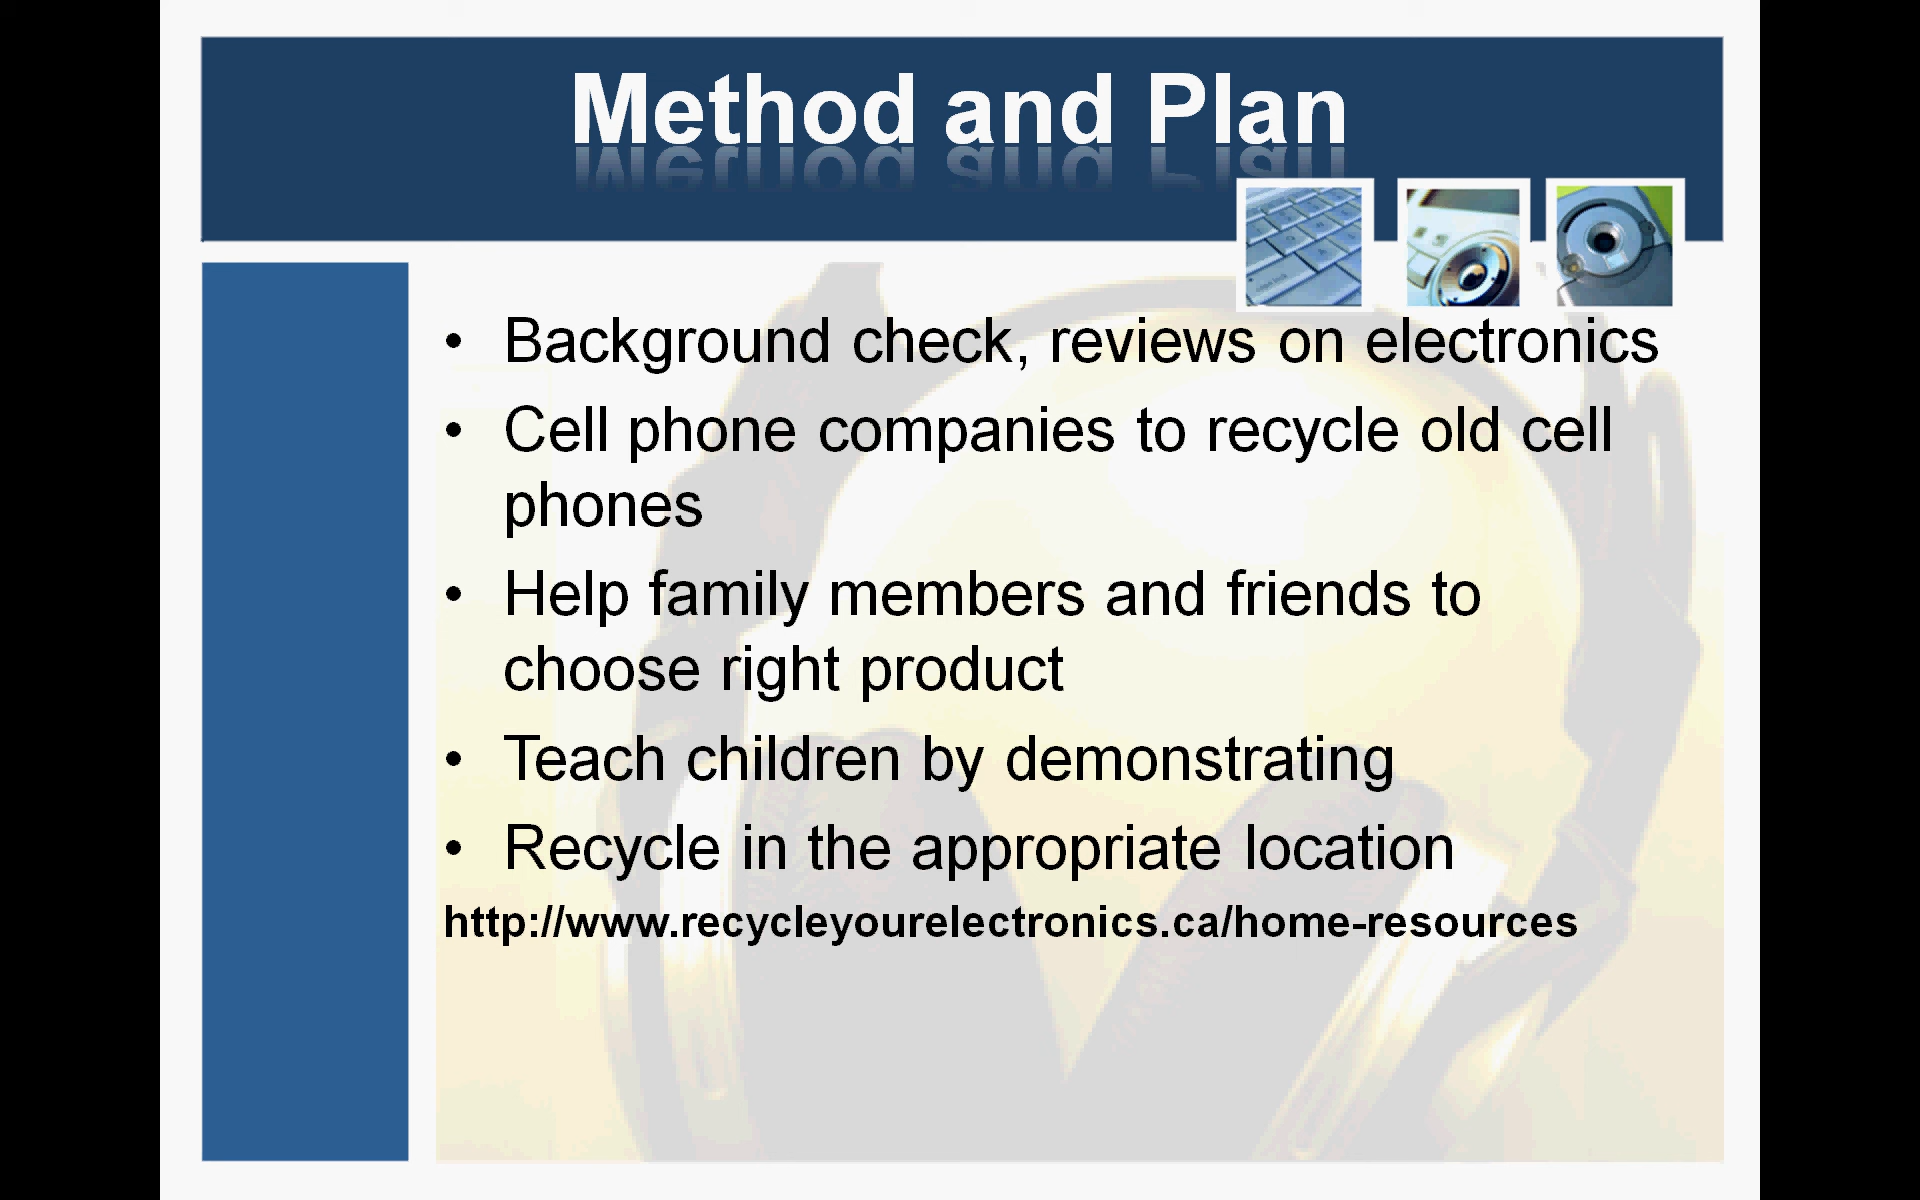 Method and Plan
• Background check, reviews on electronics
• Cell phone companies to recycle old cell
phones
• Help family members and friends to
choose right product
• Teach children by demonstrating
• Recycle in the appropriate location
http://www.recycleyourelectronics.ca/home-resources